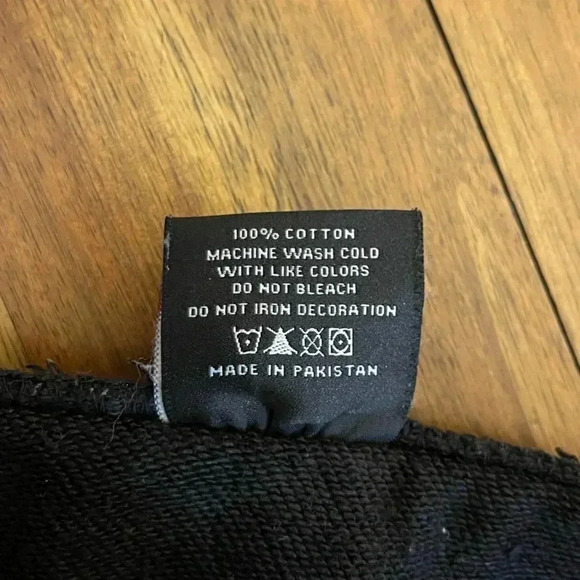 100% COTTON
MACHINE WASH COLD
WITH LIKE COLORS
DO NOT BLEACH
DO NOT IRON DECORATION
MADE IN PAKISTAN